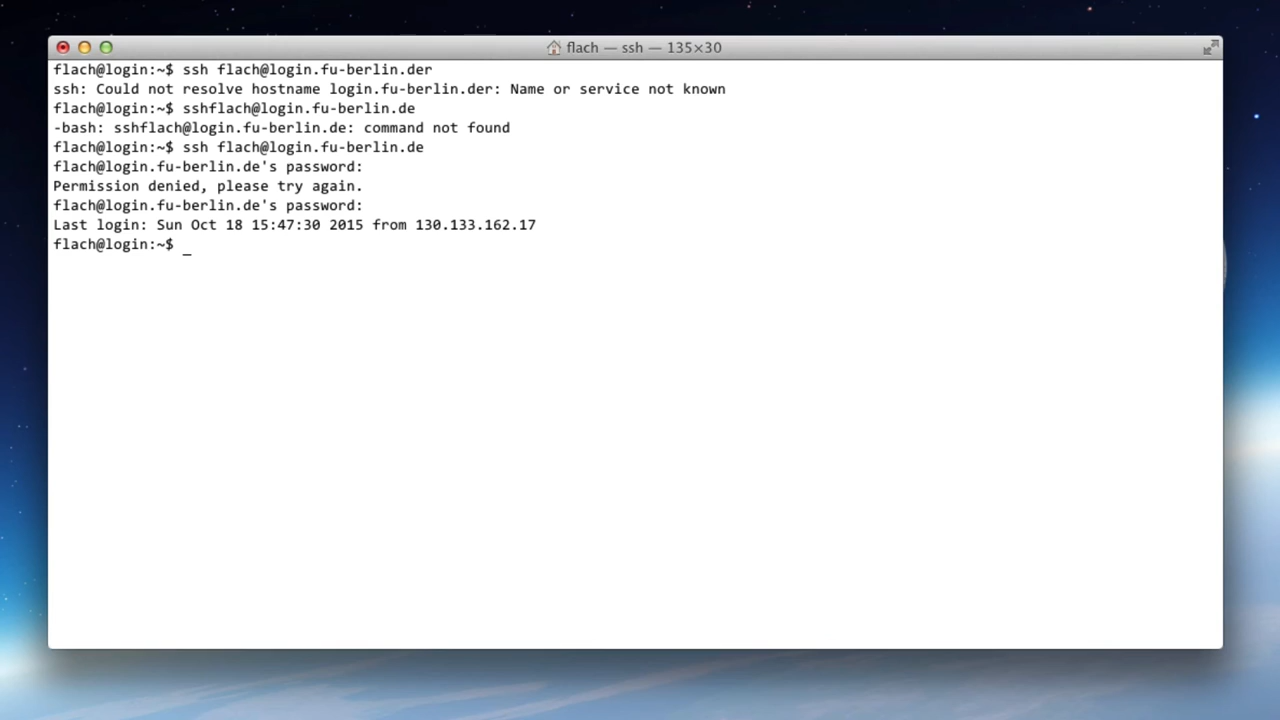 flach — ssh — 135×30
flach@login:~$ ssh flach@login.fu-berlin.der
ssh: Could not resolve hostname login.fu-berlin.der: Name or service not known
flach@login:~$ sshflach@login.fu-berlin.de
-bash: sshflach@login.fu-berlin.de: command not found
flach@login:~$ ssh flach@login.fu-berlin.de
flach@login.fu-berlin.de's password:
Permission denied, please try again.
flach@login.fu-berlin.de's password:
Last login: Sun Oct 18 15:47:30 2015 from 130.133.162.17
flach@login:~$ _